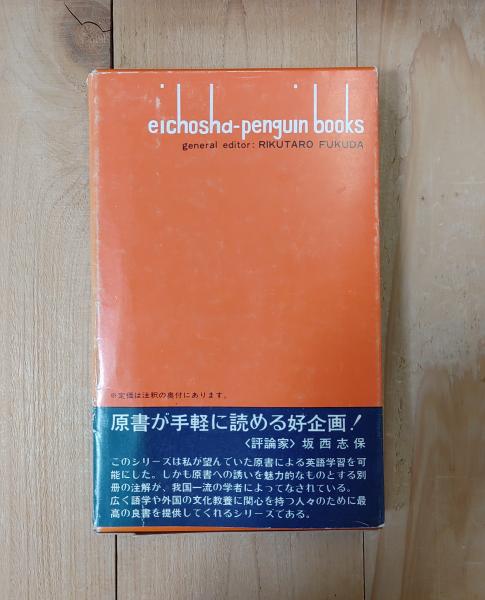 eichosha-penguin books
general editor: RIKUTARO FUKUDA
※定価は注釈の奥付にあります。
原書が手軽に読める好企画!
〈評論家〉坂西志保
このシリーズは私が望んでいた原書による英語学習を可
能にした。しかも原書への誘いを魅力的なものとする別
冊の注解が、我国一流の学者によってなされている。
広く語学や外国の文化教養に関心を持つ人々のために最
高の良書を提供してくれるシリーズである。